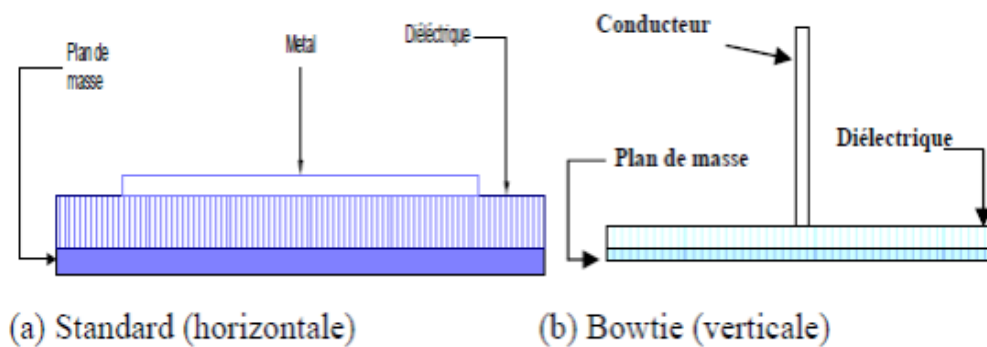 Plan de
masse
Metal
Diélectrique
Conducteur
Plan de masse
Diélectrique
(a) Standard (horizontale)
(b) Bowtie (verticale)